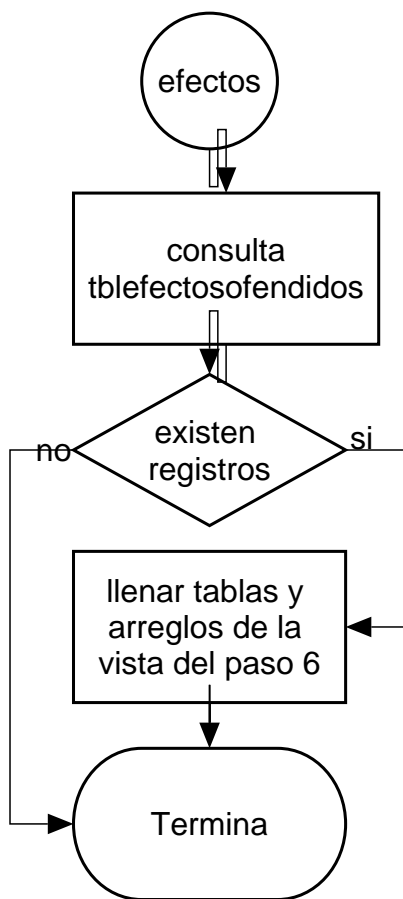 efectos
consulta
tblefectosofendidos
existen
registros
no
si
llenar tablas y
arreglos de la
vista del paso 6
Termina